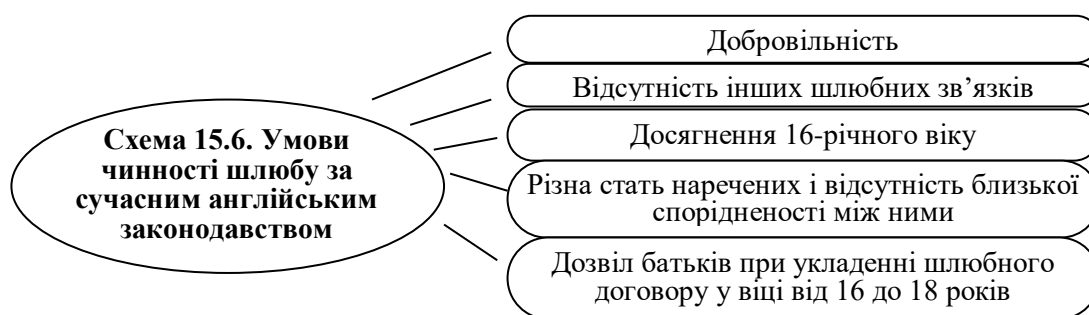 Схема 15.6. Умови
чинності шлюбу за
сучасним англійським
законодавством
Добровільність
Відсутність інших шлюбних зв’язків
Досягнення 16-річного віку
Різна стать наречених і відсутність близької
спорідненості між ними
Дозвіл батьків при укладенні шлюбного
договору у віці від 16 до 18 років